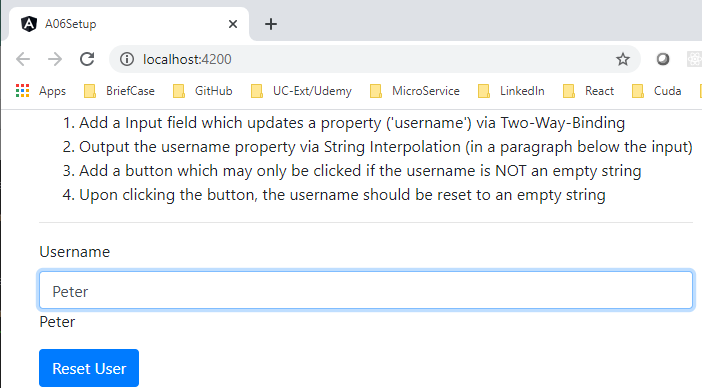 A06Setup
localhost:4200
Apps BriefCase GitHub UC-Ext/Udemy MicroService LinkedIn React Cuda
1. Add a Input field which updates a property ('username') via Two-Way-Binding
2. Output the username property via String Interpolation (in a paragraph below the input)
3. Add a button which may only be clicked if the username is NOT an empty string
4. Upon clicking the button, the username should be reset to an empty string
Username
Peter
Peter
Reset User